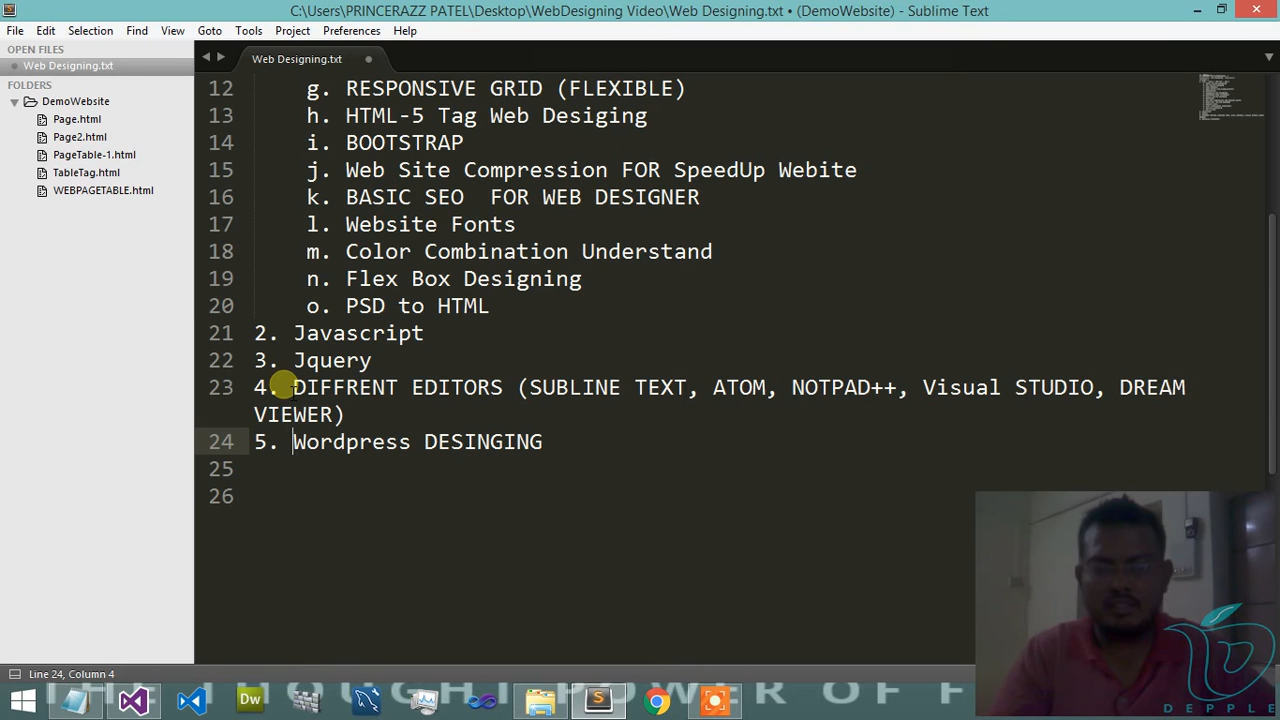 C:\Users\PRINCERAZZ PATEL\Desktop\WebDesigning Video\Web Designing.txt • (DemoWebsite) - Sublime Text
File Edit Selection Find View Goto Tools Project Preferences Help
OPEN FILES
Web Designing.txt
FOLDERS
DemoWebsite
Page.html
Page2.html
PageTable-1.html
TableTag.html
WEBPAGETABLE.html
Web Designing.txt
12 g. RESPONSIVE GRID (FLEXIBLE)
13 h. HTML-5 Tag Web Desiging
14 i. BOOTSTRAP
15 j. Web Site Compression FOR SpeedUp Webite
16 k. BASIC SEO  FOR WEB DESIGNER
17 l. Website Fonts
18 m. Color Combination Understand
19 n. Flex Box Designing
20 o. PSD to HTML
21 2. Javascript
22 3. Jquery
23 4. DIFFRENT EDITORS (SUBLINE TEXT, ATOM, NOTPAD++, Visual STUDIO, DREAM
VIEWER)
24 5. Wordpress DESINGING
25
26
Line 24, Column 4
THE THOUGHT POWER OF F
DEPPLE